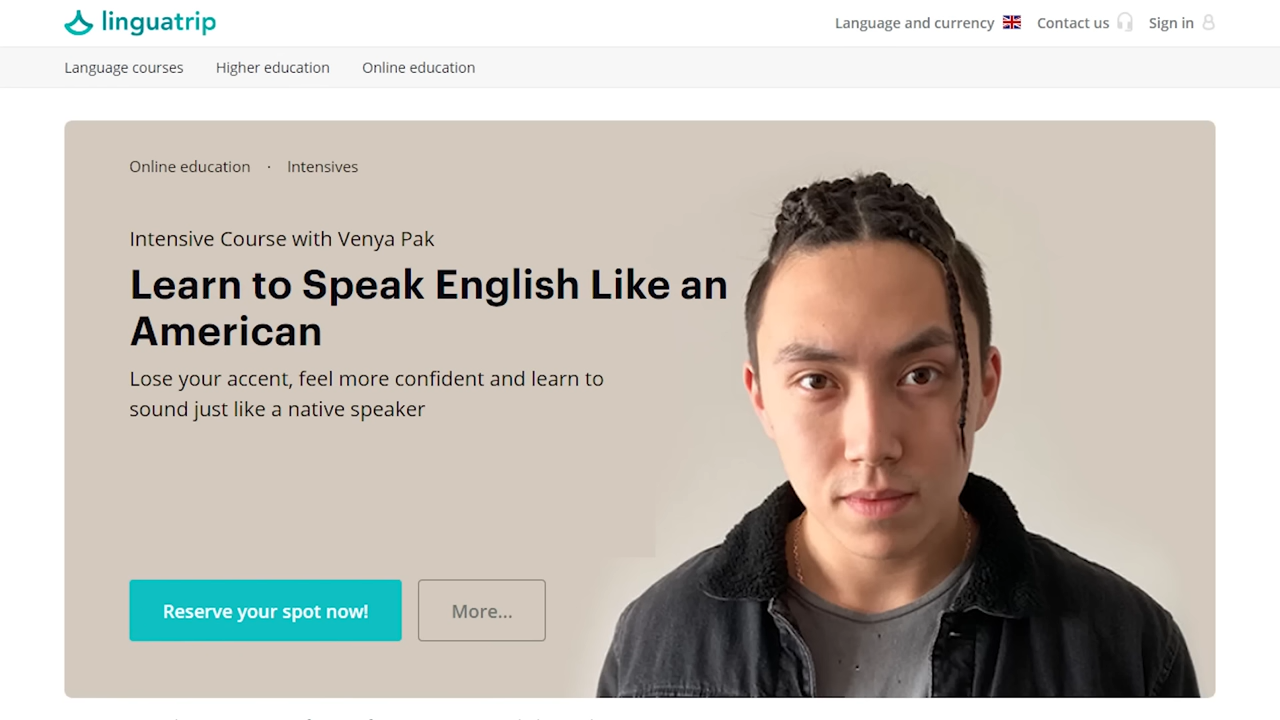 linguatrip
Language and currency Contact us Sign in
Language courses Higher education Online education
Online education · Intensives
Intensive Course with Venya Pak
Learn to Speak English Like an
American
Lose your accent, feel more confident and learn to
sound just like a native speaker
Reserve your spot now! More...